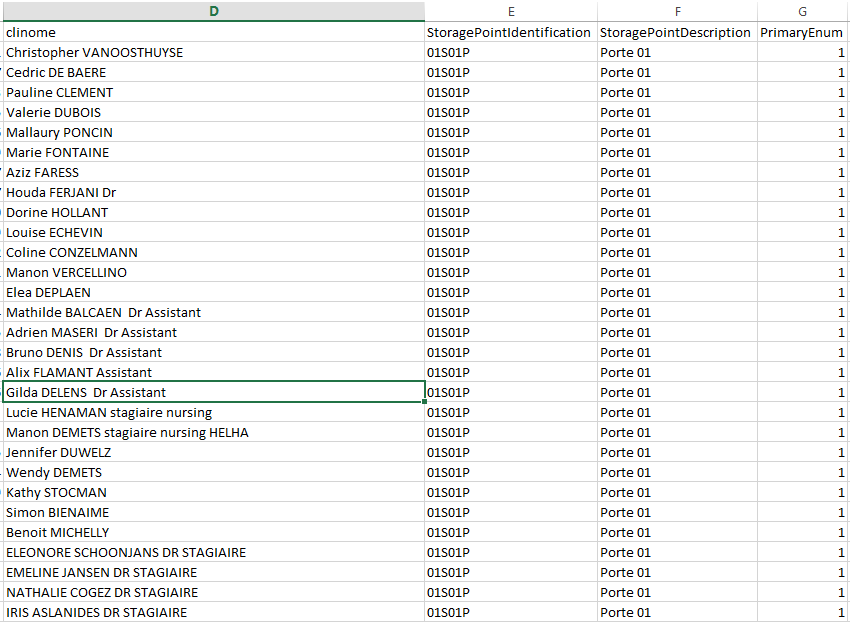 D E F G
clinome StoragePointIdentification StoragePointDescription PrimaryEnum
Christopher VANOOSTHUYSE 01S01P Porte 01 1
Cedric DE BAERE 01S01P Porte 01 1
Pauline CLEMENT 01S01P Porte 01 1
Valerie DUBOIS 01S01P Porte 01 1
Mallaury PONCIN 01S01P Porte 01 1
Marie FONTAINE 01S01P Porte 01 1
Aziz FARESS 01S01P Porte 01 1
Houda FERJANI Dr 01S01P Porte 01 1
Dorine HOLLANT 01S01P Porte 01 1
Louise ECHEVIN 01S01P Porte 01 1
Coline CONZELMANN 01S01P Porte 01 1
Manon VERCELLINO 01S01P Porte 01 1
Elea DEPLAEN 01S01P Porte 01 1
Mathilde BALCAEN  Dr Assistant 01S01P Porte 01 1
Adrien MASERI  Dr Assistant 01S01P Porte 01 1
Bruno DENIS  Dr Assistant 01S01P Porte 01 1
Alix FLAMANT Assistant 01S01P Porte 01 1
Gilda DELENS  Dr Assistant 01S01P Porte 01 1
Lucie HENAMAN stagiaire nursing 01S01P Porte 01 1
Manon DEMETS stagiaire nursing HELHA 01S01P Porte 01 1
Jennifer DUWELZ 01S01P Porte 01 1
Wendy DEMETS 01S01P Porte 01 1
Kathy STOCMAN 01S01P Porte 01 1
Simon BIENAIME 01S01P Porte 01 1
Benoit MICHELLY 01S01P Porte 01 1
ELEONORE SCHOONJANS DR STAGIAIRE 01S01P Porte 01 1
EMELINE JANSEN DR STAGIAIRE 01S01P Porte 01 1
NATHALIE COGEZ DR STAGIAIRE 01S01P Porte 01 1
IRIS ASLANIDES DR STAGIAIRE 01S01P Porte 01 1